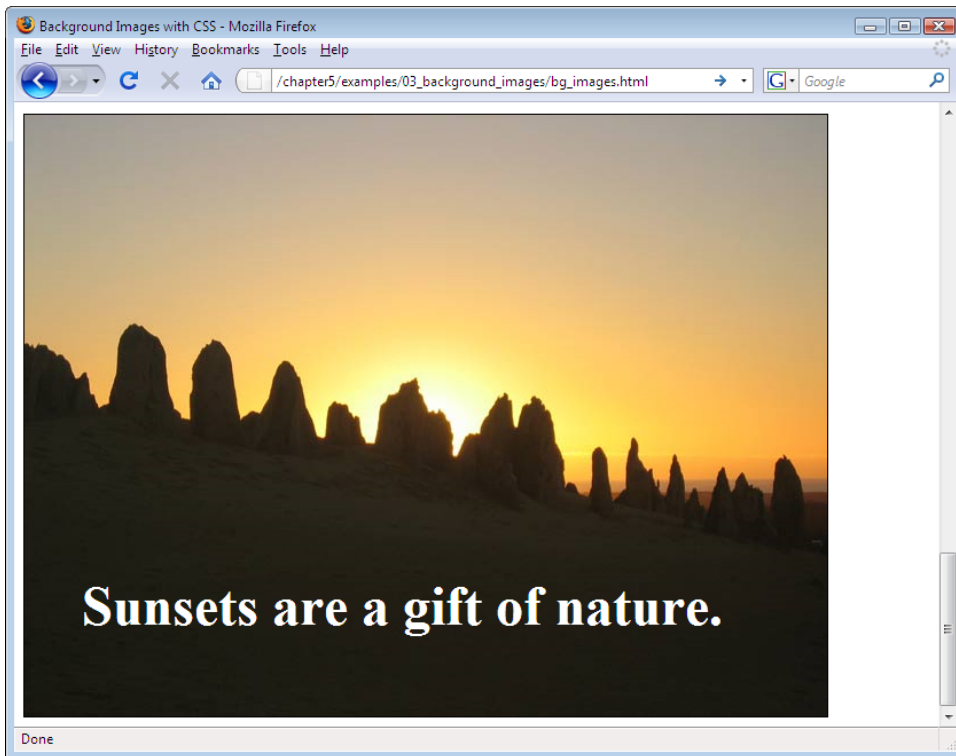 Background Images with CSS - Mozilla Firefox
File Edit View History Bookmarks Tools Help
/chapter5/examples/03_background_images/bg_images.html G Google
Sunsets are a gift of nature.
Done